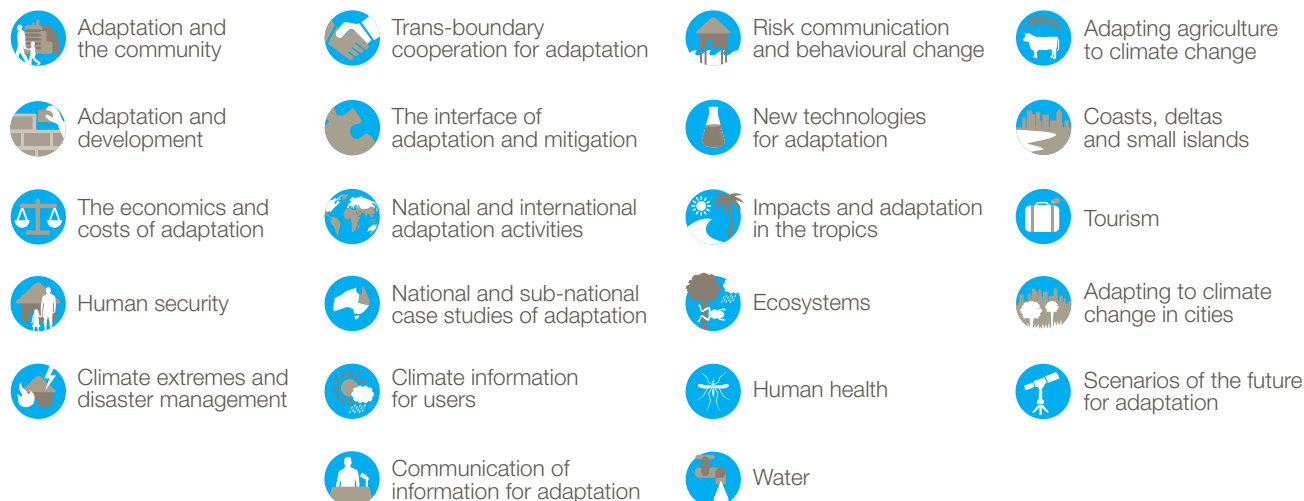 Adaptation and
the community
Adaptation and
development
The economics and
costs of adaptation
Human security
Climate extremes and
disaster management
Trans-boundary
cooperation for adaptation
The interface of
adaptation and mitigation
National and international
adaptation activities
National and sub-national
case studies of adaptation
Climate information
for users
Communication of
information for adaptation
Risk communication
and behavioural change
New technologies
for adaptation
Impacts and adaptation
in the tropics
Ecosystems
Human health
Water
Adapting agriculture
to climate change
Coasts, deltas
and small islands
Tourism
Adapting to climate
change in cities
Scenarios of the future
for adaptation